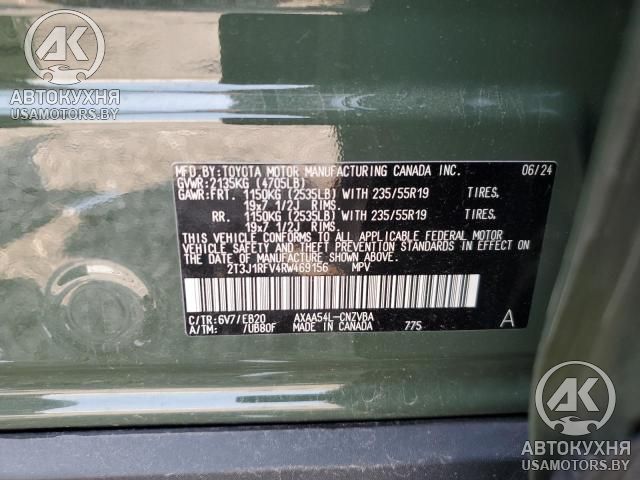 АК
АВТОКУХНЯ
USAMOTORS.BY
MFD.BY:TOYOTA MOTOR MANUFACTURING CANADA INC. 06/24
GVWR:2135KG (4705LB)
GAWR:FRT. 1150KG (2535LB) WITH 235/55R19 TIRES,
19x7 1/2J RIMS.
RR. 1150KG (2535LB) WITH 235/55R19 TIRES,
19x7 1/2J RIMS.
THIS VEHICLE CONFORMS TO ALL APPLICABLE FEDERAL MOTOR
VEHICLE SAFETY AND THEFT PREVENTION STANDARDS IN EFFECT ON
THE DATE OF MANUFACTURE SHOWN ABOVE.
2T3J1RFV4RW469156 MPV
C/TR:6V7/EB20 AXAA54L-CNZVBA
A/TM: /UB80F MADE IN CANADA 775 A
АК
АВТОКУХНЯ
USAMOTORS.BY